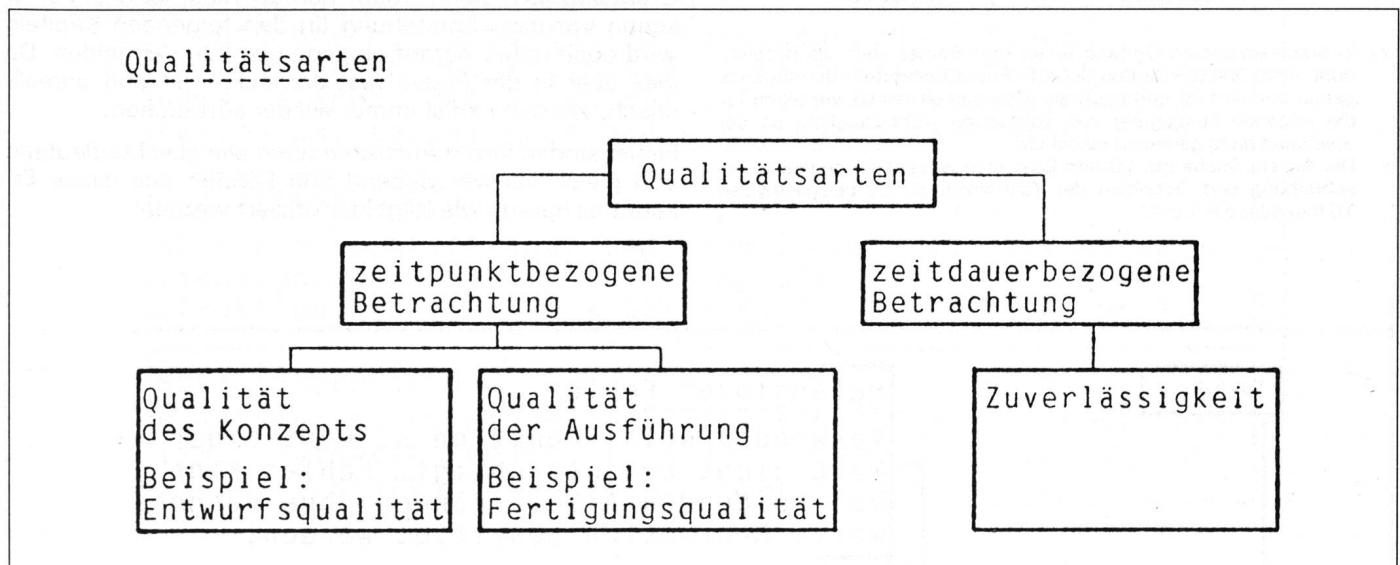 Qualitätsarten
Qualitätsarten
zeitpunktbezogene
Betrachtung
zeitdauerbezogene
Betrachtung
Qualität
des Konzepts
Beispiel:
Entwurfsqualität
Qualität
der Ausführung
Beispiel:
Fertigungsqualität
Zuverlässigkeit